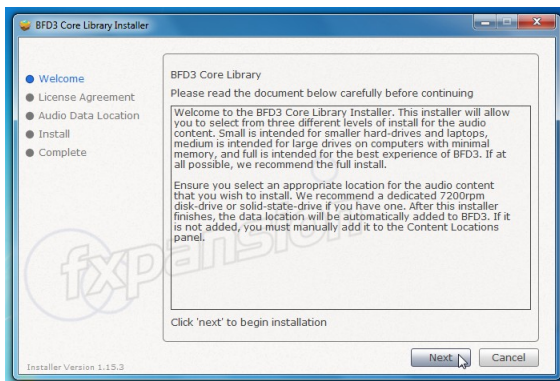 BFD3 Core Library Installer
Welcome
License Agreement
Audio Data Location
Install
Complete
BFD3 Core Library
Please read the document below carefully before continuing
Welcome to the BFD3 Core Library Installer. This installer will allow
you to select from three different levels of install for the audio
content. Small is intended for smaller hard-drives and laptops,
medium is intended for large drives on computers with minimal
memory, and full is intended for the best experience of BFD3. If at
all possible, we recommend the full install.
Ensure you select an appropriate location for the audio content
that you wish to install. We recommend a dedicated 7200rpm
disk-drive or solid-state-drive if you have one. After this installer
finishes, the data location will be automatically added to BFD3. If it
is not added, you must manually add it to the Content Locations
panel.
fxpansion
Click 'next' to begin installation
Next
Cancel
Installer Version 1.15.3